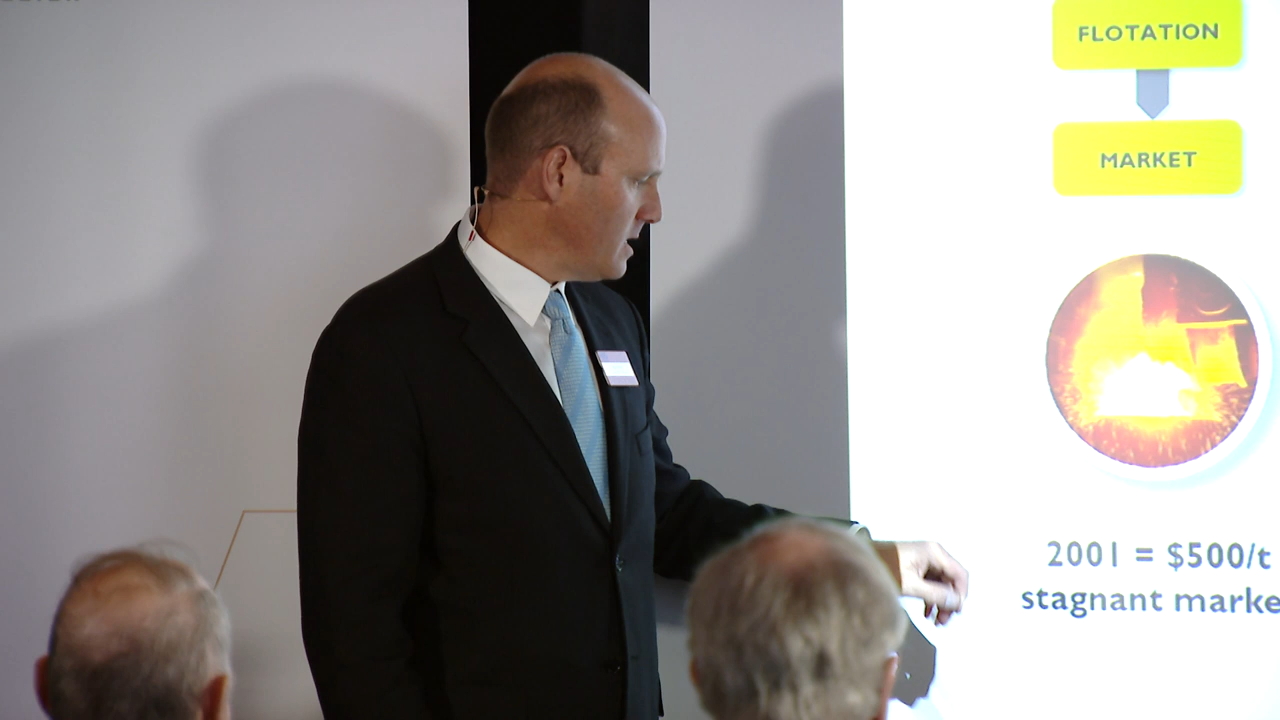 FLOTATION
MARKET
2001 = $500/t
stagnant marke